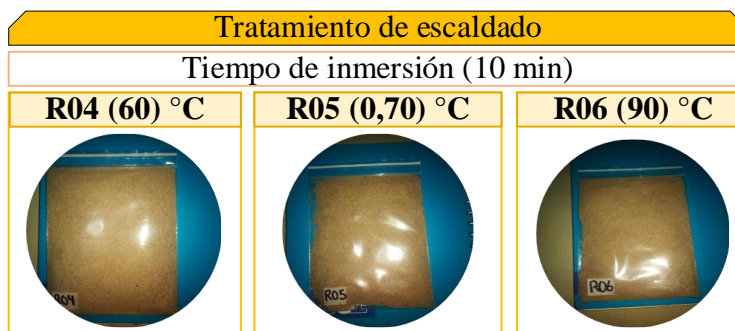 Tratamiento de escaldado
Tiempo de inmersión (10 min)
R04 (60) °C
R05 (0,70) °C
R06 (90) °C
R04
R05
R06